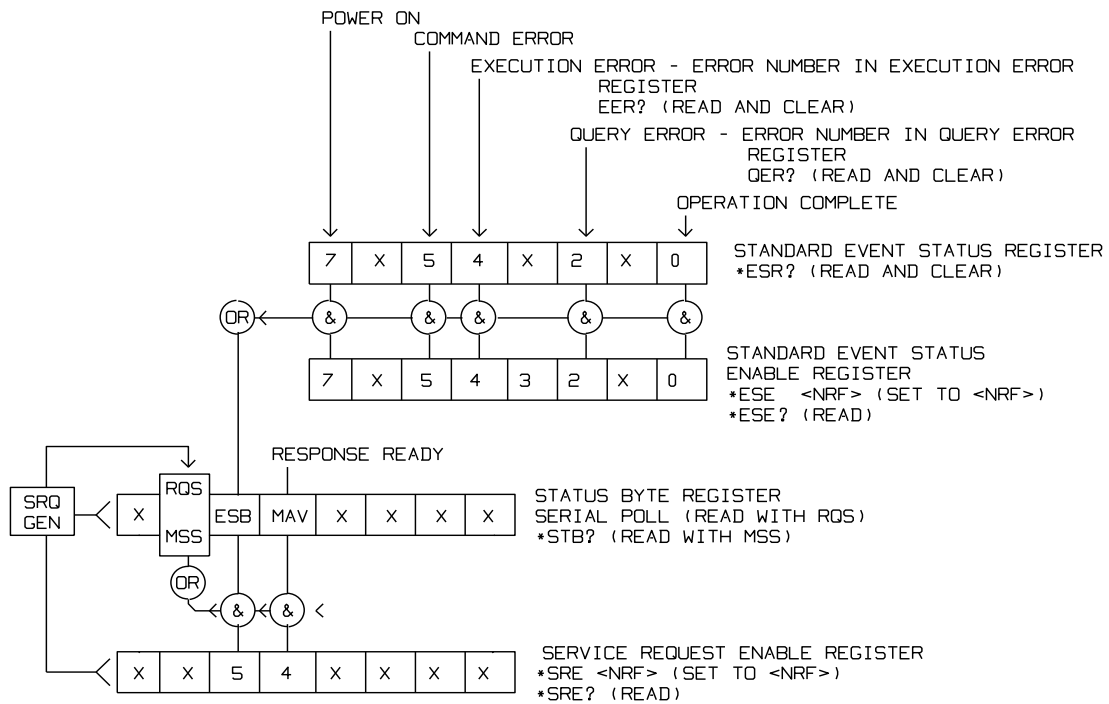 POWER ON
COMMAND ERROR
EXECUTION ERROR - ERROR NUMBER IN EXECUTION ERROR
REGISTER
EER? (READ AND CLEAR)
QUERY ERROR - ERROR NUMBER IN QUERY ERROR
REGISTER
QER? (READ AND CLEAR)
OPERATION COMPLETE
7 X 5 4 X 2 X 0
STANDARD EVENT STATUS REGISTER
*ESR? (READ AND CLEAR)
OR & & & & &
STANDARD EVENT STATUS
ENABLE REGISTER
*ESE <NRF> (SET TO <NRF>)
*ESE? (READ)
7 X 5 4 3 2 X 0
RESPONSE READY
SRQ
GEN
X RQS ESB MAV X X X X
MSS
STATUS BYTE REGISTER
SERIAL POLL (READ WITH RQS)
*STB? (READ WITH MSS)
OR
& &
X X 5 4 X X X X
SERVICE REQUEST ENABLE REGISTER
*SRE <NRF> (SET TO <NRF>)
*SRE? (READ)